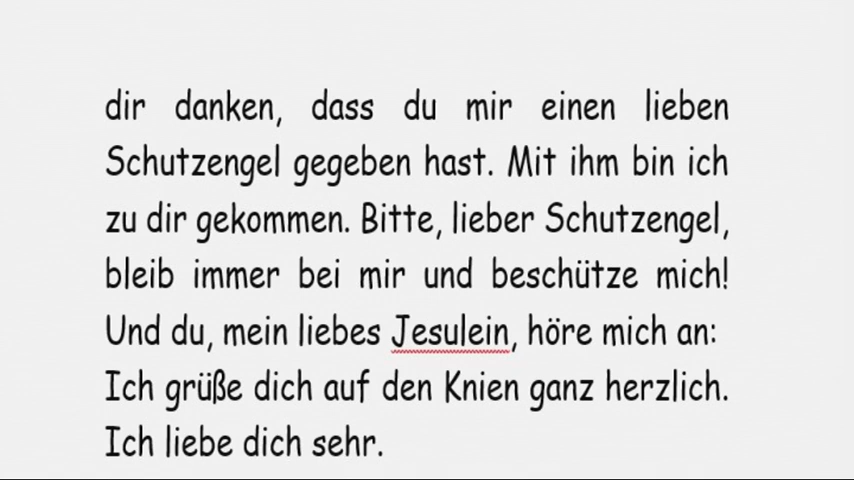 dir danken, dass du mir einen lieben
Schutzengel gegeben hast. Mit ihm bin ich
zu dir gekommen. Bitte, lieber Schutzengel,
bleib immer bei mir und beschütze mich!
Und du, mein liebes Jesulein, höre mich an:
Ich grüße dich auf den Knien ganz herzlich.
Ich liebe dich sehr.